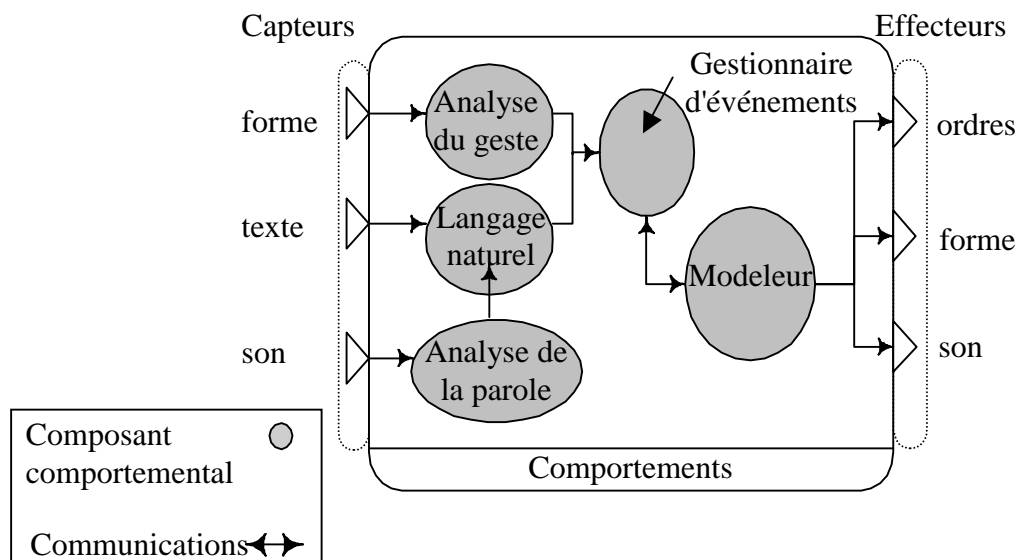 Capteurs
Effecteurs
forme
texte
son
Analyse
du geste
Langage
naturel
Analyse de
la parole
Gestionnaire
d'événements
Modeleur
ordres
forme
son
Comportements
Composant
comportemental
Communications